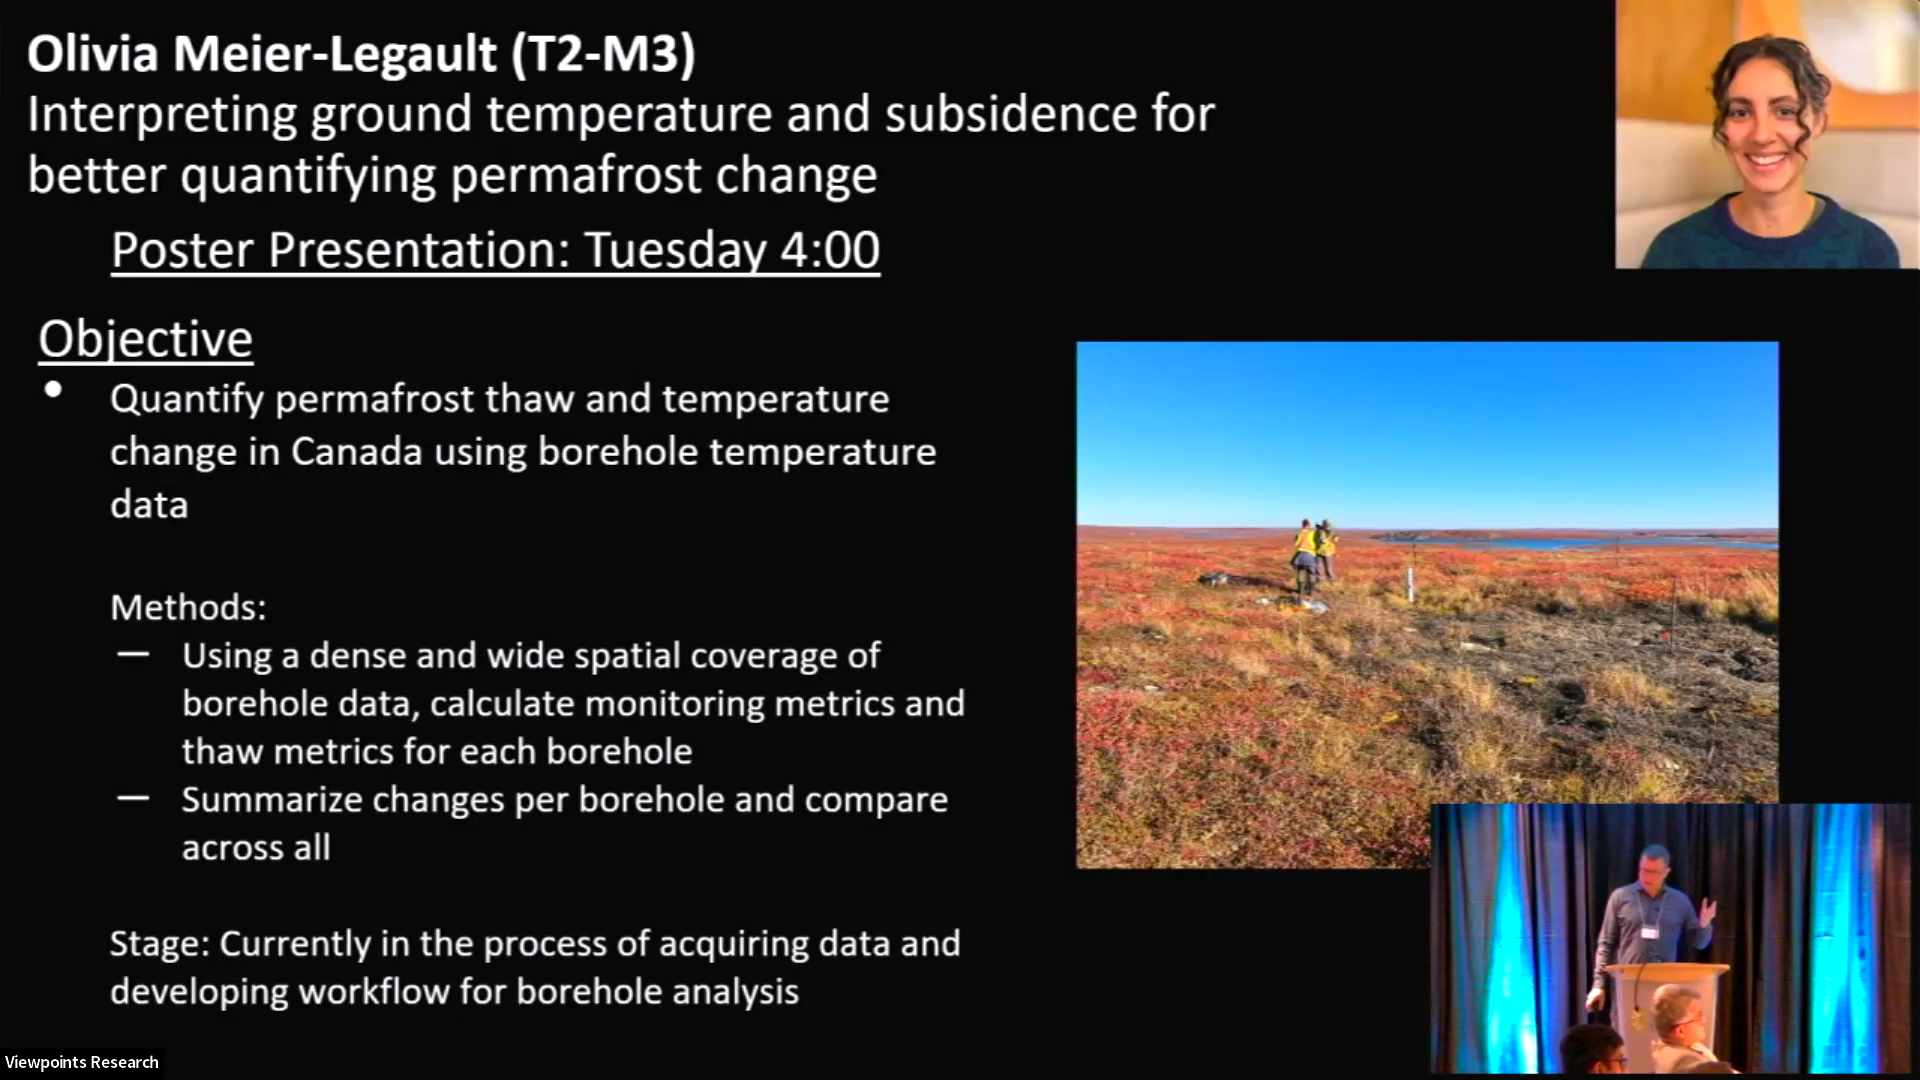 Olivia Meier-Legault (T2-M3)
Interpreting ground temperature and subsidence for
better quantifying permafrost change
Poster Presentation: Tuesday 4:00
Objective
• Quantify permafrost thaw and temperature
change in Canada using borehole temperature
data
Methods:
— Using a dense and wide spatial coverage of
borehole data, calculate monitoring metrics and
thaw metrics for each borehole
— Summarize changes per borehole and compare
across all
Stage: Currently in the process of acquiring data and
developing workflow for borehole analysis
Viewpoints Research